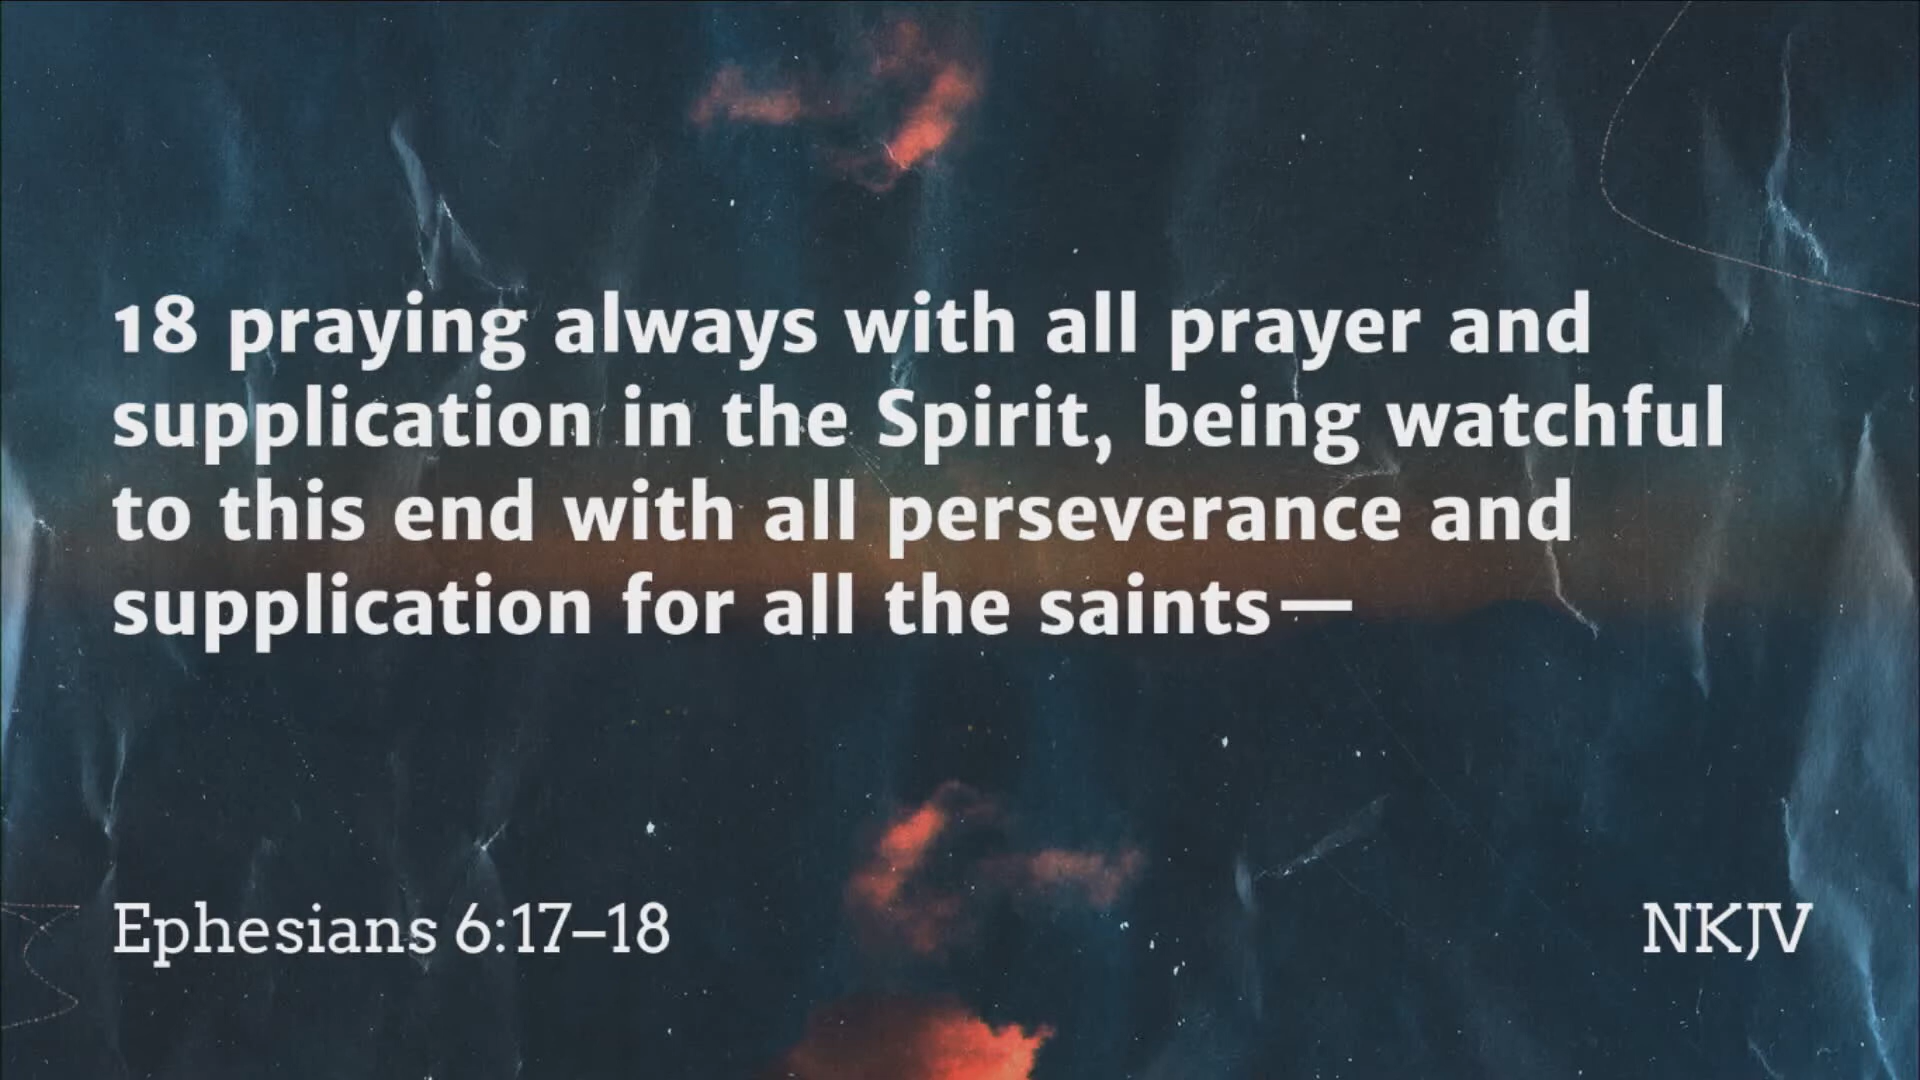 18 praying always with all prayer and
supplication in the Spirit, being watchful
to this end with all perseverance and
supplication for all the saints—
Ephesians 6:17–18
NKJV